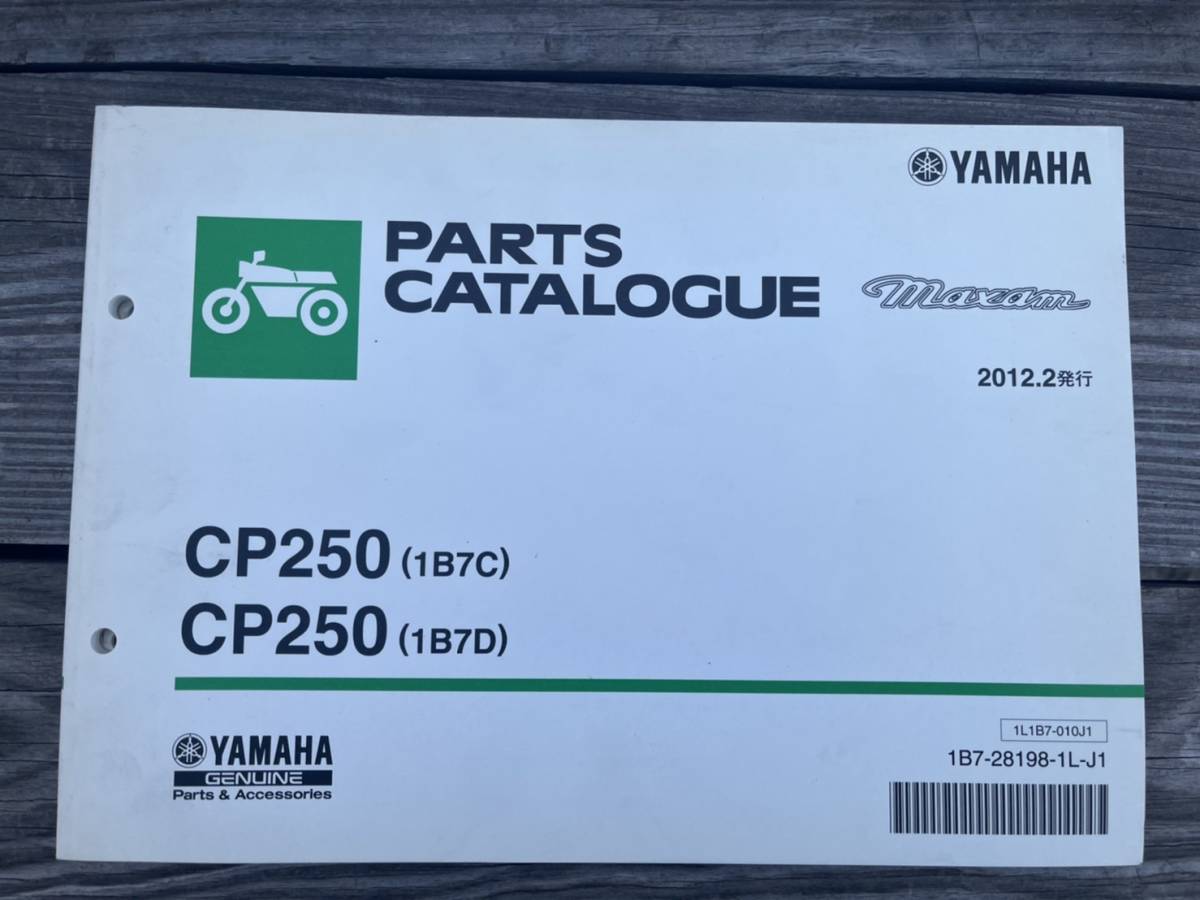 YAMAHA
PARTS
CATALOGUE
Maxam
2012.2発行
CP250 (1B7C)
CP250 (1B7D)
YAMAHA
GENUINE
Parts & Accessories
1L1B7-010J1
1B7-28198-1L-J1